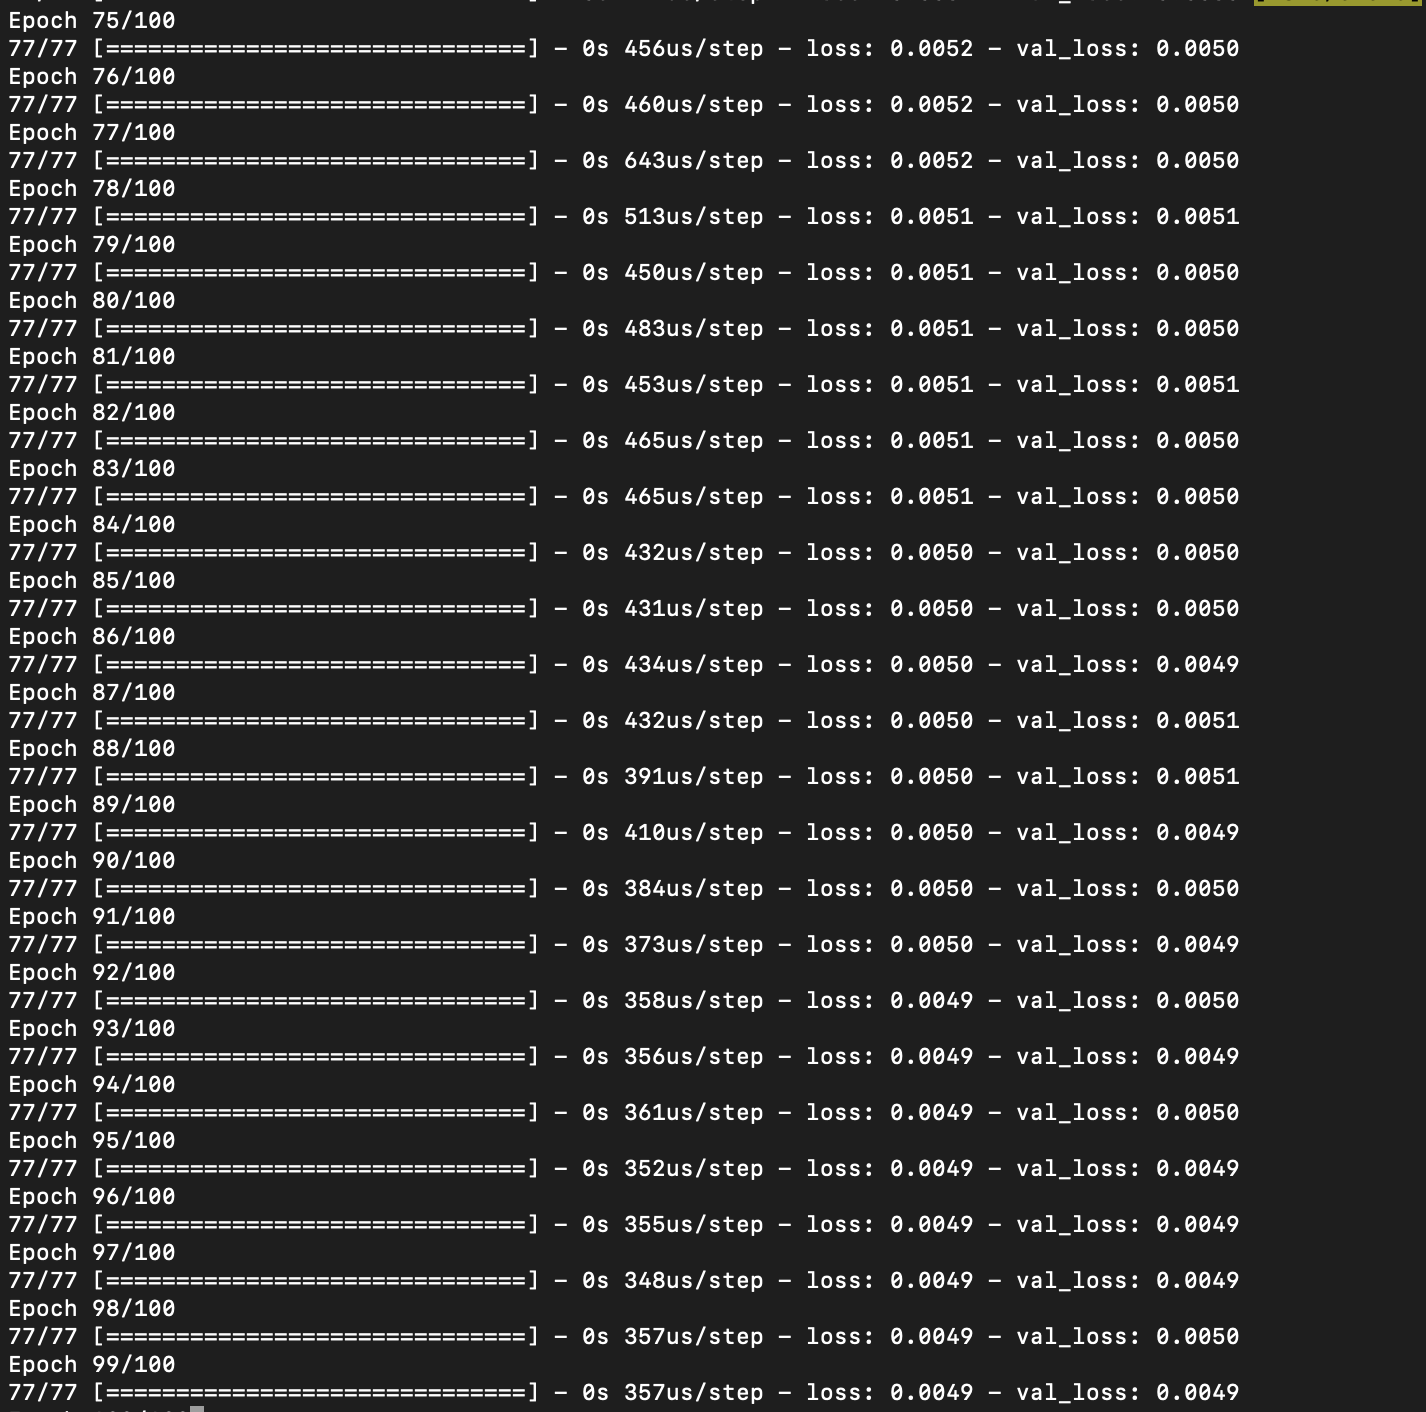 Epoch 75/100
77/77 [==============================] - 0s 456us/step - loss: 0.0052 - val_loss: 0.0050
Epoch 76/100
77/77 [==============================] - 0s 460us/step - loss: 0.0052 - val_loss: 0.0050
Epoch 77/100
77/77 [==============================] - 0s 643us/step - loss: 0.0052 - val_loss: 0.0050
Epoch 78/100
77/77 [==============================] - 0s 513us/step - loss: 0.0051 - val_loss: 0.0051
Epoch 79/100
77/77 [==============================] - 0s 450us/step - loss: 0.0051 - val_loss: 0.0050
Epoch 80/100
77/77 [==============================] - 0s 483us/step - loss: 0.0051 - val_loss: 0.0050
Epoch 81/100
77/77 [==============================] - 0s 453us/step - loss: 0.0051 - val_loss: 0.0051
Epoch 82/100
77/77 [==============================] - 0s 465us/step - loss: 0.0051 - val_loss: 0.0050
Epoch 83/100
77/77 [==============================] - 0s 465us/step - loss: 0.0051 - val_loss: 0.0050
Epoch 84/100
77/77 [==============================] - 0s 432us/step - loss: 0.0050 - val_loss: 0.0050
Epoch 85/100
77/77 [==============================] - 0s 431us/step - loss: 0.0050 - val_loss: 0.0050
Epoch 86/100
77/77 [==============================] - 0s 434us/step - loss: 0.0050 - val_loss: 0.0049
Epoch 87/100
77/77 [==============================] - 0s 432us/step - loss: 0.0050 - val_loss: 0.0051
Epoch 88/100
77/77 [==============================] - 0s 391us/step - loss: 0.0050 - val_loss: 0.0051
Epoch 89/100
77/77 [==============================] - 0s 410us/step - loss: 0.0050 - val_loss: 0.0049
Epoch 90/100
77/77 [==============================] - 0s 384us/step - loss: 0.0050 - val_loss: 0.0050
Epoch 91/100
77/77 [==============================] - 0s 373us/step - loss: 0.0050 - val_loss: 0.0049
Epoch 92/100
77/77 [==============================] - 0s 358us/step - loss: 0.0049 - val_loss: 0.0050
Epoch 93/100
77/77 [==============================] - 0s 356us/step - loss: 0.0049 - val_loss: 0.0049
Epoch 94/100
77/77 [==============================] - 0s 361us/step - loss: 0.0049 - val_loss: 0.0050
Epoch 95/100
77/77 [==============================] - 0s 352us/step - loss: 0.0049 - val_loss: 0.0049
Epoch 96/100
77/77 [==============================] - 0s 355us/step - loss: 0.0049 - val_loss: 0.0049
Epoch 97/100
77/77 [==============================] - 0s 348us/step - loss: 0.0049 - val_loss: 0.0049
Epoch 98/100
77/77 [==============================] - 0s 357us/step - loss: 0.0049 - val_loss: 0.0050
Epoch 99/100
77/77 [==============================] - 0s 357us/step - loss: 0.0049 - val_loss: 0.0049